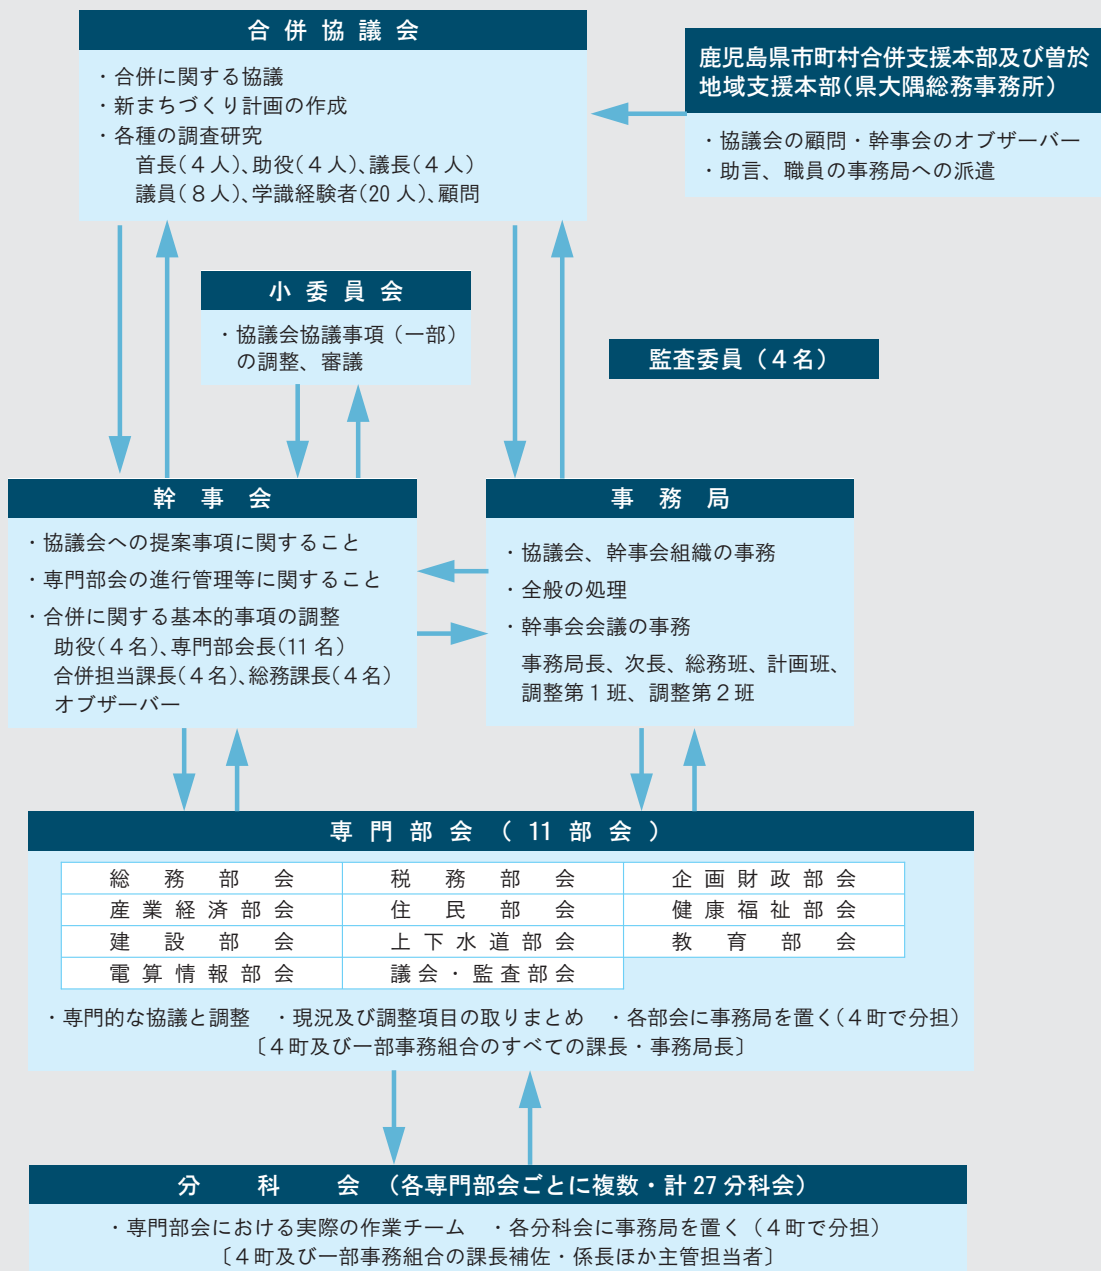 合併協議会
・合併に関する協議
・新まちづくり計画の作成
・各種の調査研究
首長(４人)、助役(４人)、議長(４人)
議員(８人)、学識経験者(20人)、顧問
鹿児島県市町村合併支援本部及び曽於
地域支援本部(県大隅総務事務所)
・協議会の顧問・幹事会のオブザーバー
・助言、職員の事務局への派遣
小委員会
・協議会協議事項（一部）
の調整、審議
監査委員（４名）
幹事会
・協議会への提案事項に関すること
・専門部会の進行管理等に関すること
・合併に関する基本的事項の調整
助役(４名)、専門部会長(11名)
合併担当課長(４名)、総務課長(４名)
オブザーバー
事務局
・協議会、幹事会組織の事務
・全般の処理
・幹事会会議の事務
事務局長、次長、総務班、計画班、
調整第１班、調整第２班
専門部会（11部会）
総務部会 税務部会 企画財政部会
産業経済部会 住民部会 健康福祉部会
建設部会 上下水道部会 教育部会
電算情報部会 議会・監査部会
・専門的な協議と調整　・現況及び調整項目の取りまとめ　・各部会に事務局を置く(４町で分担)
〔４町及び一部事務組合のすべての課長・事務局長〕
分科会（各専門部会ごとに複数・計27分科会）
・専門部会における実際の作業チーム　・各分科会に事務局を置く（４町で分担）
〔４町及び一部事務組合の課長補佐・係長ほか主管担当者〕